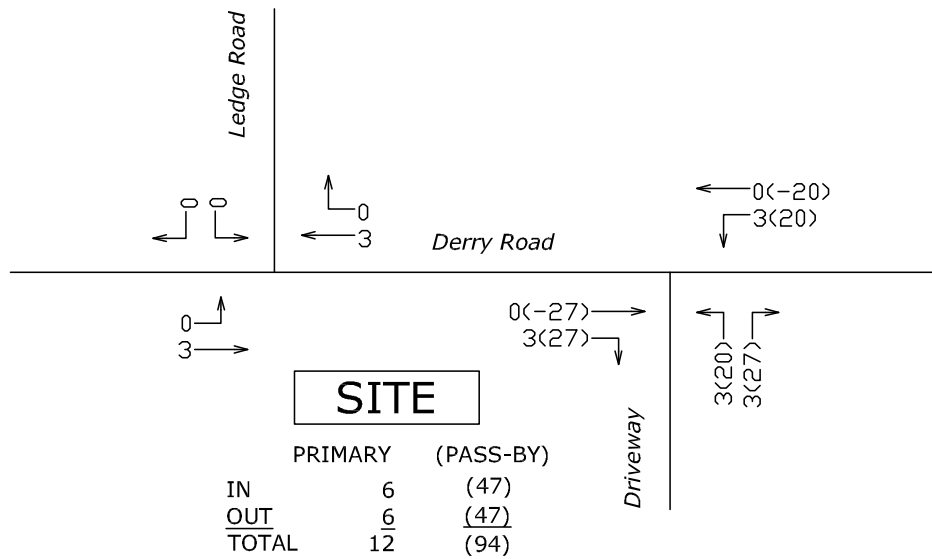 Ledge Road
0 0
0
3
Derry Road
0(-20)
3(20)
0
3
0(-27)
3(27)
3(20)
3(27)
SITE
Driveway
PRIMARY (PASS-BY)
IN 6 (47)
OUT 6 (47)
TOTAL 12 (94)